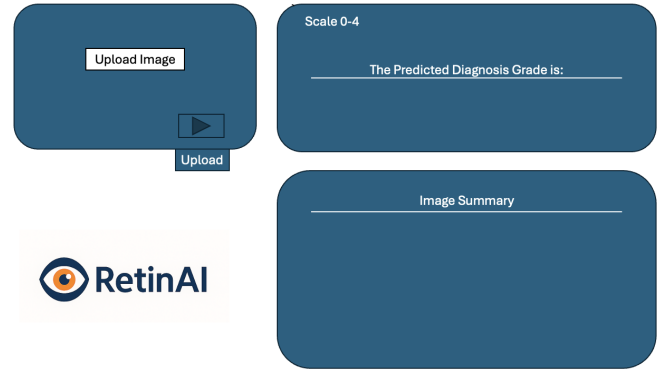 Upload Image
Upload
Scale 0-4
The Predicted Diagnosis Grade is:
Image Summary
RetinAI